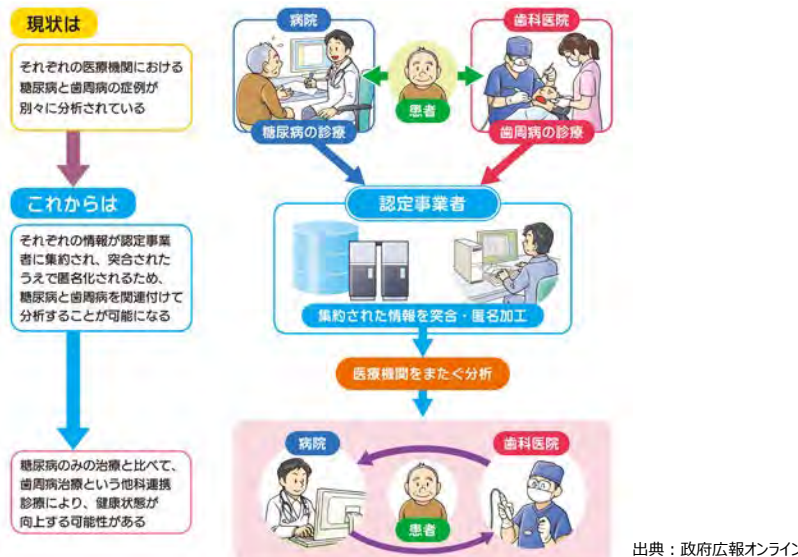 現状は
それぞれの医療機関における
糖尿病と歯周病の症例が
別々に分析されている
病院
歯科医院
患者
糖尿病の診療
歯周病の診療
これからは
それぞれの情報が認定事業
者に集約され、突合された
うえで匿名化されるため、
糖尿病と歯周病を関連付けて
分析することが可能になる
認定事業者
集約された情報を突合・匿名加工
医療機関をまたぐ分析
糖尿病のみの治療と比べて、
歯周病治療という他科連携
診療により、健康状態が
向上する可能性がある
病院
歯科医院
患者
出典：政府広報オンライン